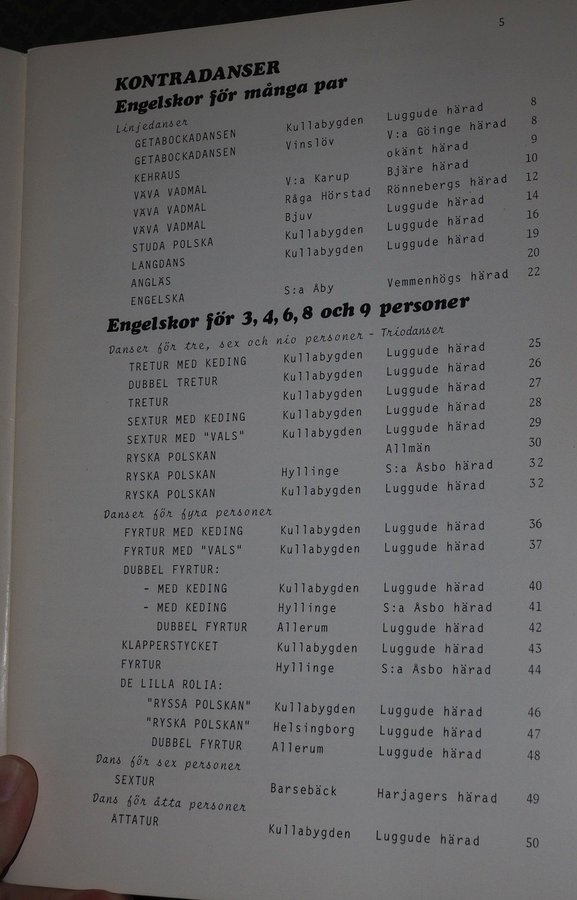 5
KONTRADANSER
Engelskor för många par
Linjedanser
GETABOCKADANSEN Kullabygden Luggude härad 8
GETABOCKADANSEN Vinslöv V:a Göinge härad 8
KEHRAUS okänt härad 9
VÄVA VADMAL V:a Karup Bjäre härad 10
VÄVA VADMAL Råga Hörstad Rönnebergs härad 12
VÄVA VADMAL Bjuv Luggude härad 14
STUDA POLSKA Kullabygden Luggude härad 16
LANGDANS Kullabygden Luggude härad 19
ANGLÄS 20
ENGELSKA S:a Åby Vemmenhögs härad 22
Engelskor för 3, 4, 6, 8 och 9 personer
Danser för tre, sex och nio personer - Triodanser
TRETUR MED KEDING Kullabygden Luggude härad 25
DUBBEL TRETUR Kullabygden Luggude härad 26
TRETUR Kullabygden Luggude härad 27
SEXTUR MED KEDING Kullabygden Luggude härad 28
SEXTUR MED "VALS" Kullabygden Luggude härad 29
RYSKA POLSKAN Allmän 30
RYSKA POLSKAN Hyllinge S:a Åsbo härad 32
RYSKA POLSKAN Kullabygden Luggude härad 32
Danser för fyra personer
FYRTUR MED KEDING Kullabygden Luggude härad 36
FYRTUR MED "VALS" Kullabygden Luggude härad 37
DUBBEL FYRTUR:
- MED KEDING Kullabygden Luggude härad 40
- MED KEDING Hyllinge S:a Åsbo härad 41
DUBBEL FYRTUR Allerum Luggude härad 42
KLAPPERSTYCKET Kullabygden Luggude härad 43
FYRTUR Hyllinge S:a Åsbo härad 44
DE LILLA ROLIA:
"RYSSA POLSKAN" Kullabygden Luggude härad 46
"RYSKA POLSKAN" Helsingborg Luggude härad 47
DUBBEL FYRTUR Allerum Luggude härad 48
Dans för sex personer
SEXTUR Barsebäck Harjagers härad 49
Dans för åtta personer
ATTATUR Kullabygden Luggude härad 50